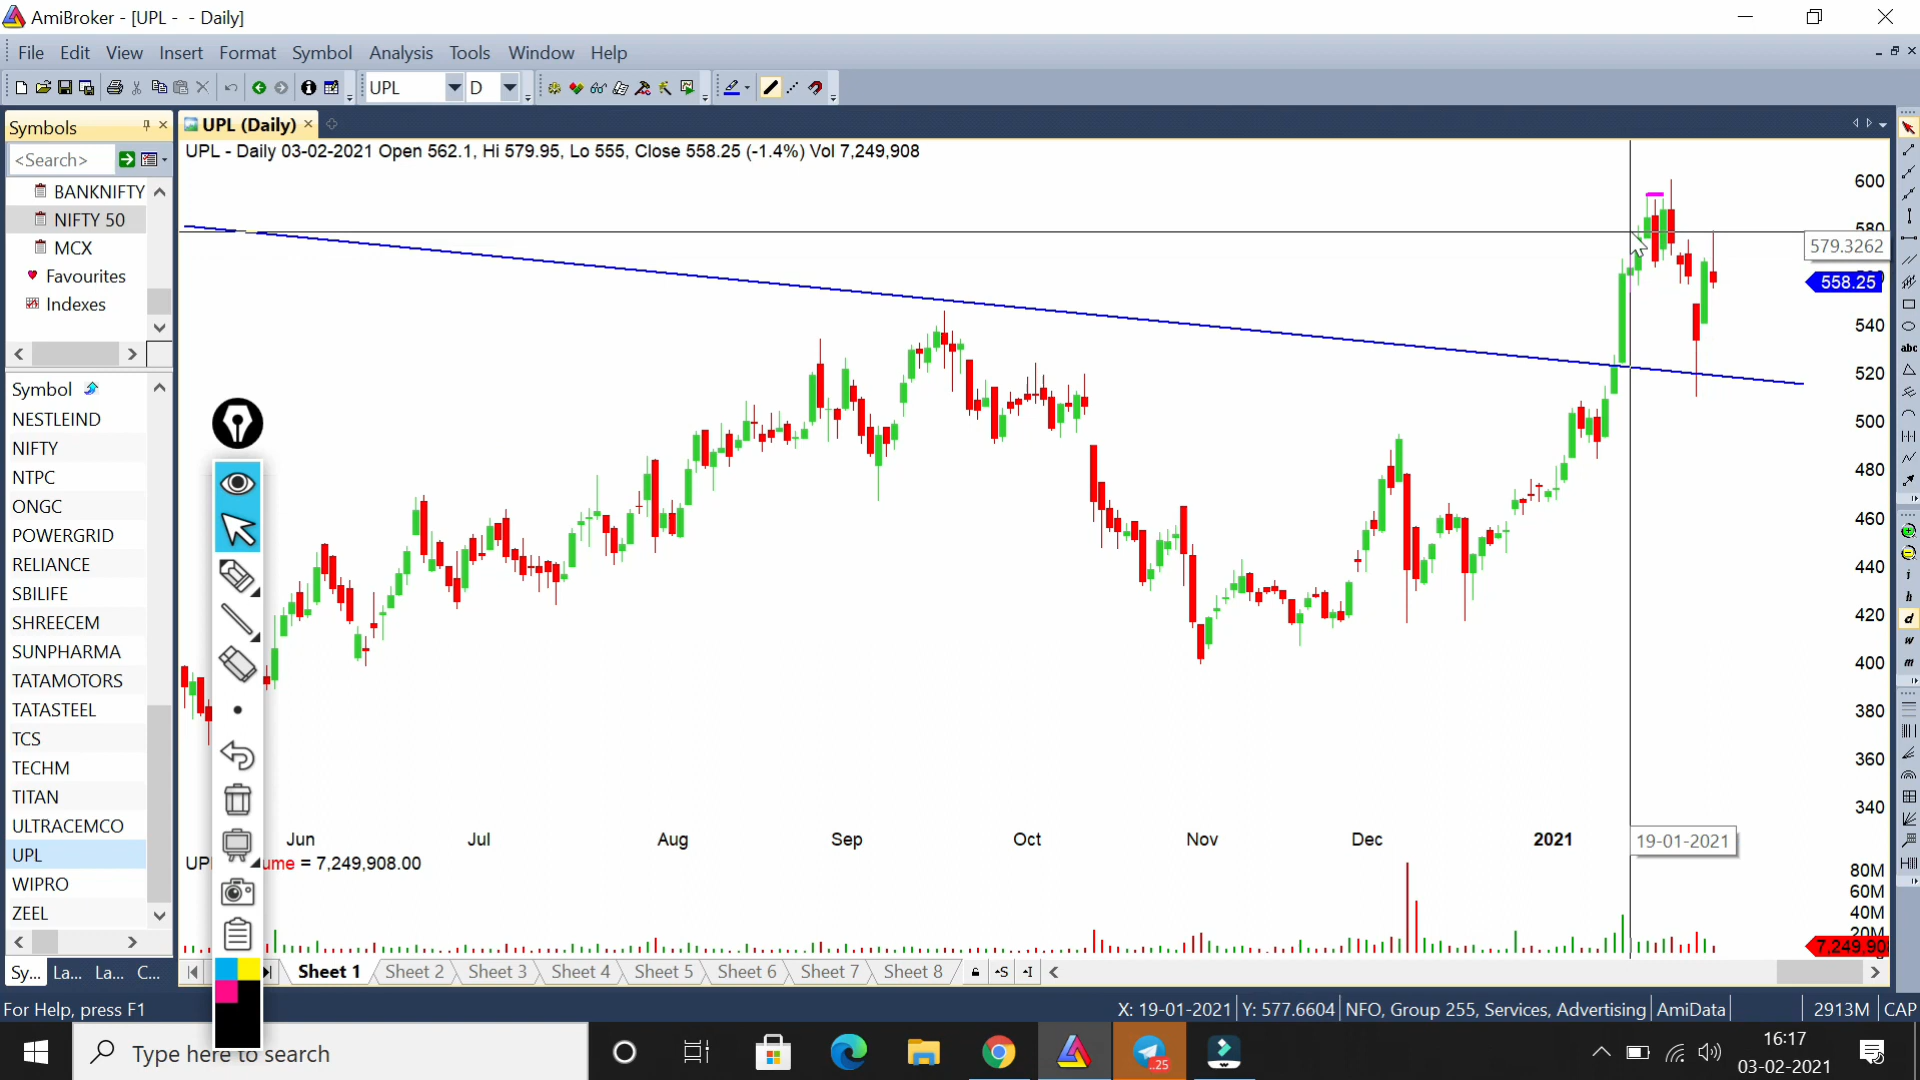 AmiBroker - [UPL -  - Daily]
File Edit View Insert Format Symbol Analysis Tools Window Help
UPL D
Symbols
UPL (Daily)
<Search>
UPL - Daily 03-02-2021 Open 562.1, Hi 579.95, Lo 555, Close 558.25 (-1.4%) Vol 7,249,908
BANKNIFTY
NIFTY 50
MCX
Favourites
Indexes
Symbol
NESTLEIND
NIFTY
NTPC
ONGC
POWERGRID
RELIANCE
SBILIFE
SHREECEM
SUNPHARMA
TATAMOTORS
TATASTEEL
TCS
TECHM
TITAN
ULTRACEMCO
UPL
WIPRO
ZEEL
600
580
579.3262
558.25
540
520
500
480
460
440
420
400
380
360
340
abc
i
h
d
w
m
Jun Jul Aug Sep Oct Nov Dec 2021 19-01-2021
UPL ume = 7,249,908.00
80M
60M
40M
20M
7,249,908
Sy... La... La... C...
Sheet 1 Sheet 2 Sheet 3 Sheet 4 Sheet 5 Sheet 6 Sheet 7 Sheet 8
For Help, press F1
X: 19-01-2021 Y: 577.6604 NFO, Group 255, Services, Advertising AmiData 2913M CAP
Type here to search
25
16:17
03-02-2021